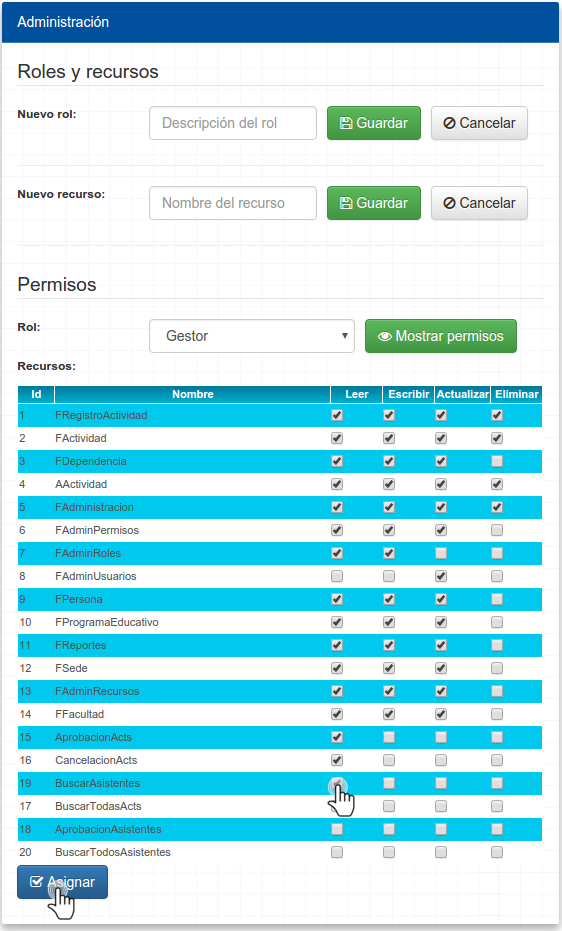 Administración
Roles y recursos
Nuevo rol: Descripción del rol Guardar Cancelar
Nuevo recurso: Nombre del recurso Guardar Cancelar
Permisos
Rol: Gestor Mostrar permisos
Recursos:
Id Nombre Leer Escribir Actualizar Eliminar
1 FRegistroActividad
2 FActividad
3 FDependencia
4 AActividad
5 FAdministracion
6 FAdminPermisos
7 FAdminRoles
8 FAdminUsuarios
9 FPersona
10 FProgramaEducativo
11 FReportes
12 FSede
13 FAdminRecursos
14 FFacultad
15 AprobacionActs
16 CancelacionActs
19 BuscarAsistentes
17 BuscarTodasActs
18 AprobacionAsistentes
20 BuscarTodosAsistentes
Asignar